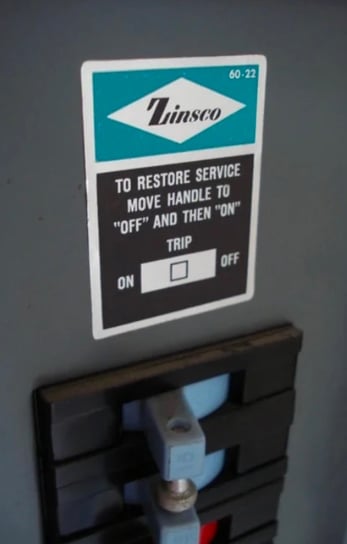 60-22
Zinsco
TO RESTORE SERVICE
MOVE HANDLE TO
"OFF" AND THEN "ON"
TRIP
ON OFF